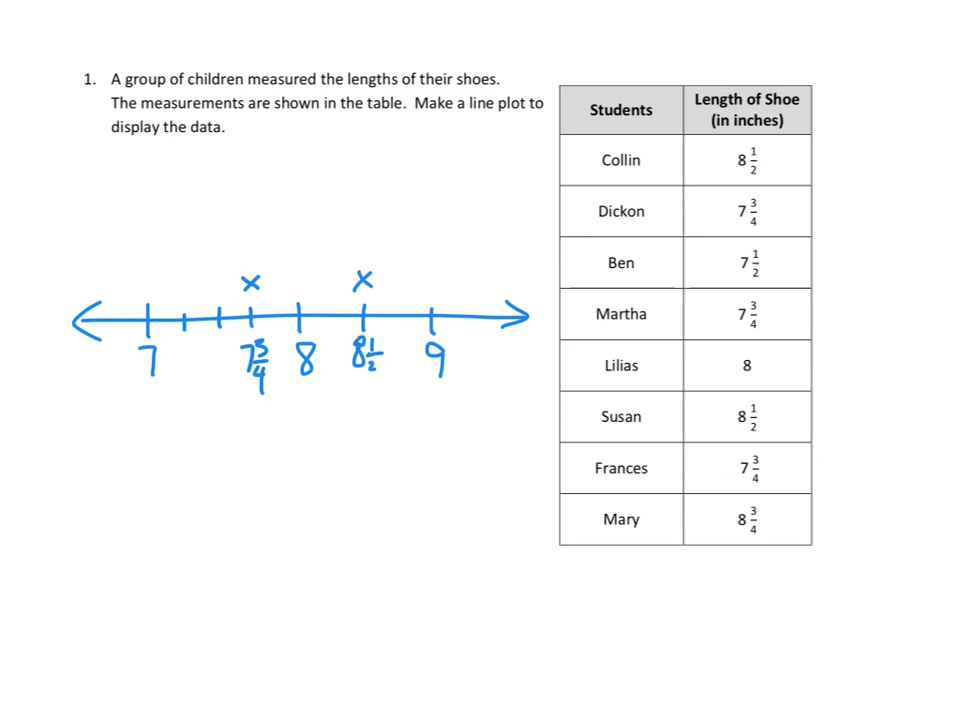 1. A group of children measured the lengths of their shoes.
The measurements are shown in the table. Make a line plot to
display the data.
Students Length of Shoe (in inches)
Collin 8 1/2
Dickon 7 3/4
Ben 7 1/2
Martha 7 3/4
Lilias 8
Susan 8 1/2
Frances 7 3/4
Mary 8 3/4
x x
7 7 3/4 8 8 1/2 9